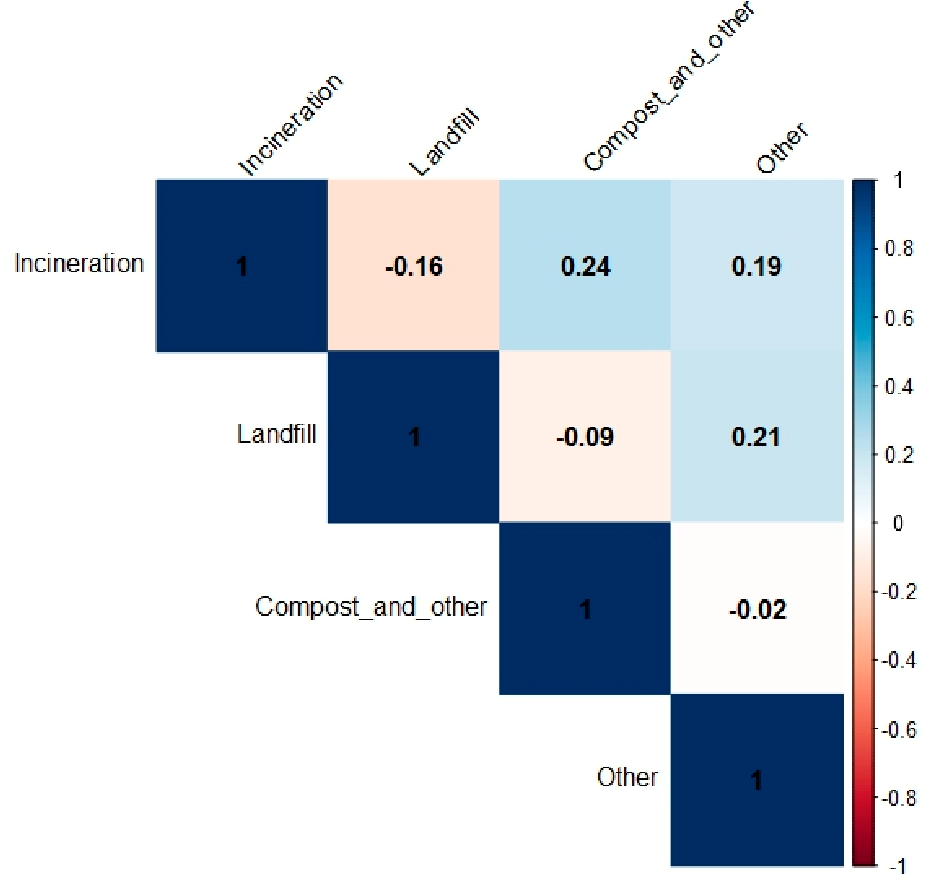 Incineration
Landfill
Compost_and_other
Other
1
Incineration
1
-0.16
0.24
0.19
0.8
0.6
0.4
Landfill
1
-0.09
0.21
0.2
0
Compost_and_other
1
-0.02
-0.2
-0.4
-0.6
Other
1
-0.8
-1